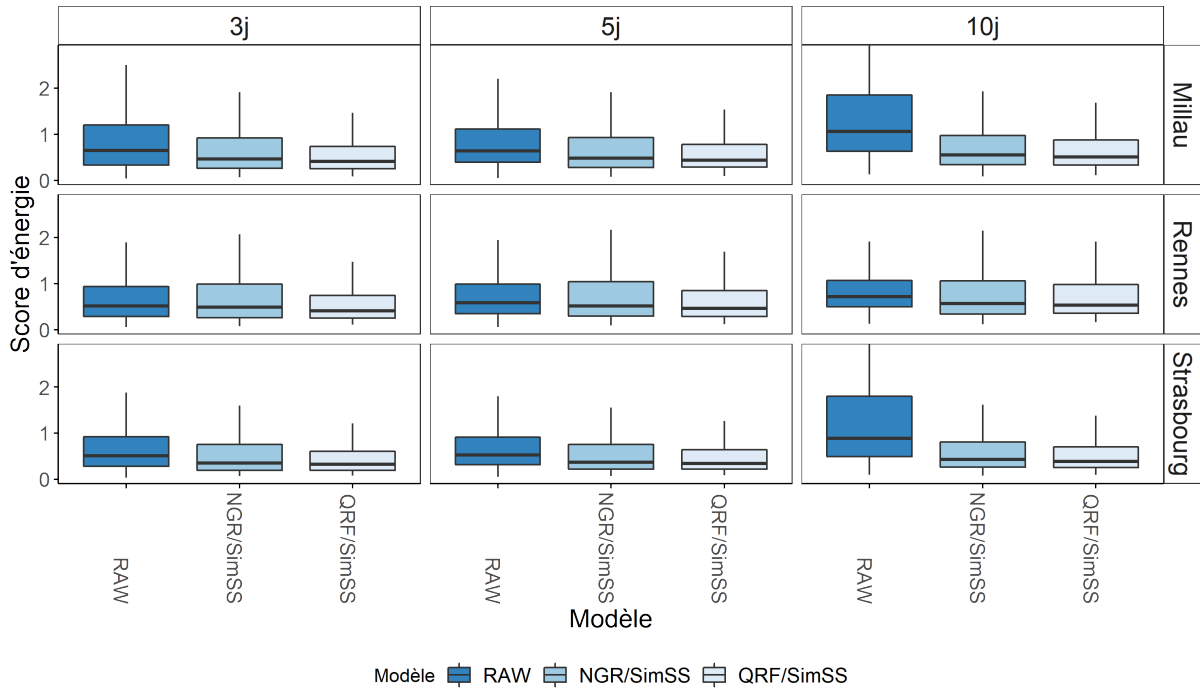 3j 5j 10j
Score d'énergie
2
1
0
Millau
2
1
0
Rennes
2
1
0
Strasbourg
RAW NGR/SimSS QRF/SimSS RAW NGR/SimSS QRF/SimSS RAW NGR/SimSS QRF/SimSS
Modèle
Modèle RAW NGR/SimSS QRF/SimSS